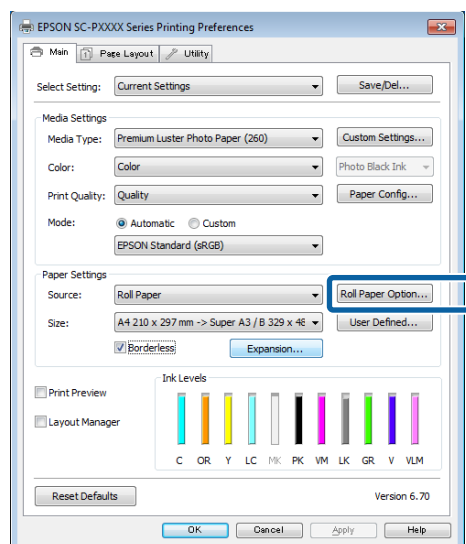 EPSON SC-PXXXX Series Printing Preferences
Main Page Layout Utility
Select Setting: Current Settings Save/Del...
Media Settings
Media Type: Premium Luster Photo Paper (260) Custom Settings...
Color: Color Photo Black Ink
Print Quality: Quality Paper Config...
Mode: Automatic Custom
EPSON Standard (sRGB)
Paper Settings
Source: Roll Paper Roll Paper Option...
Size: A4 210 x 297 mm -> Super A3 / B 329 x 48 User Defined...
Borderless Expansion...
Print Preview
Layout Manager
Ink Levels
C OR Y LC MK PK VM LK GR V VLM
Reset Defaults Version 6.70
OK Cancel Apply Help